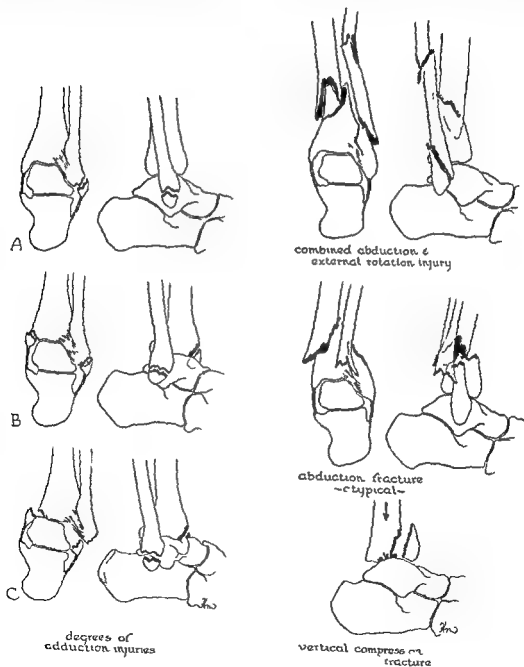 A
B
C
degrees of
adduction injuries
combined abduction &
external rotation injury
abduction fracture
-atypical-
vertical compression
fracture